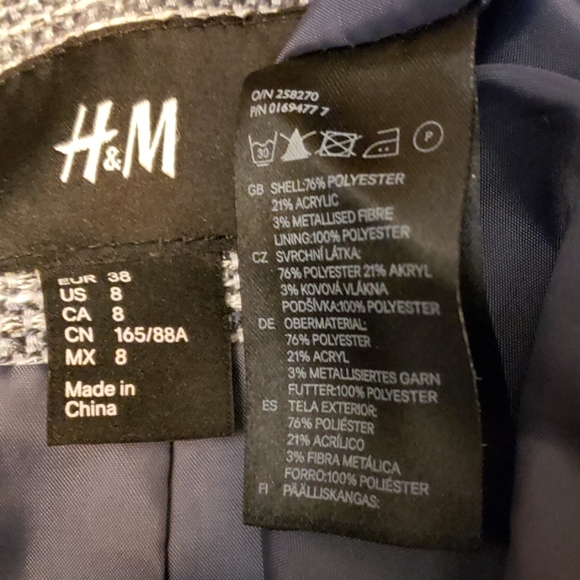 H&M
EUR 38
US 8
CA 8
CN 165/88A
MX 8
Made in
China
O/N 258270
P/N 0169477 7
30
P
GB SHELL:76% POLYESTER
21% ACRYLIC
3% METALLISED FIBRE
LINING:100% POLYESTER
CZ SVRCHNÍ LÁTKA:
76% POLYESTER 21% AKRYL
3% KOVOVÁ VLÁKNA
PODŠÍVKA:100% POLYESTER
DE OBERMATERIAL:
76% POLYESTER
21% ACRYL
3% METALLISIERTES GARN
FUTTER:100% POLYESTER
ES TELA EXTERIOR:
76% POLIÉSTER
21% ACRÍLICO
3% FIBRA METÁLICA
FORRO:100% POLIÉSTER
FI PÄÄLLISKANGAS: